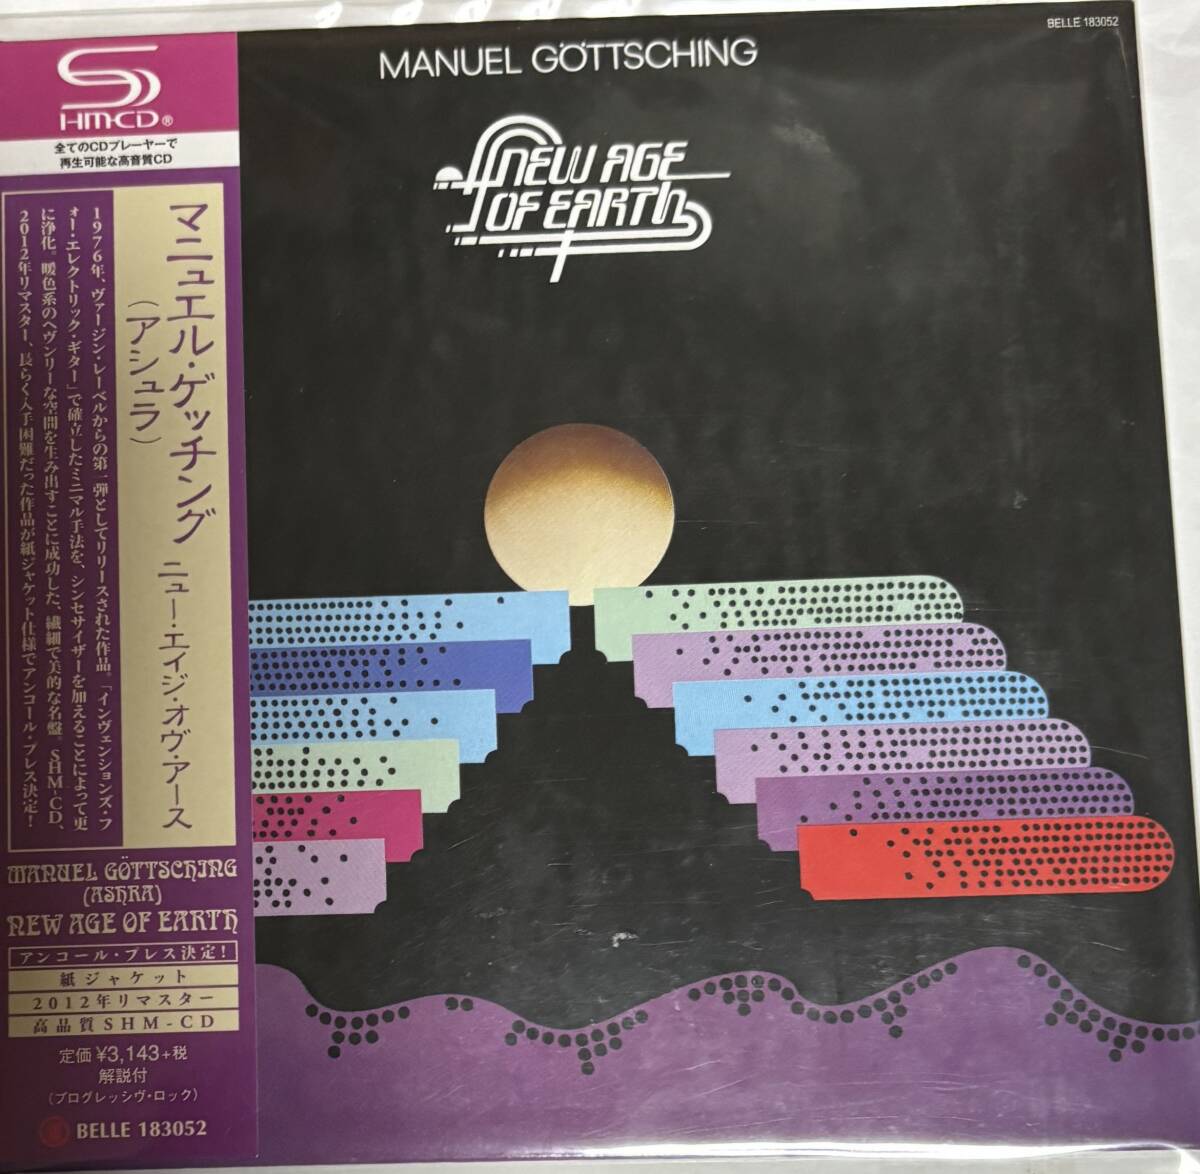 BELLE 183052
MANUEL GÖTTSCHING
NEW AGE
OF EARTH
SHM-CD®
全てのCDプレーヤーで
再生可能な高音質CD
マニュエル・ゲッチング
(アシュラ)
ニュー・エイジ・オヴ・アース
1976年、ヴァージン・レーベルからの第一弾としてリリースされた作品。「インヴェンションズ・フ
ォー・エレクトリック・ギター」で確立したミニマル手法を、シンセサイザーを加えることによって更
に浄化。暖色系のヘヴンリーな空間を生み出すことに成功した、繊細で美的な名盤。SHM-CD、
2012年リマスター、長らく入手困難だった作品が紙ジャケット仕様でアンコール・プレス決定!
MANUEL GÖTTSCHING
(ASHRA)
NEW AGE OF EARTH
アンコール・プレス決定!
紙ジャケット
2012年リマスター
高品質SHM-CD
定価 ¥3,143+税
解説付
(プログレッシヴ・ロック)
BELLE 183052